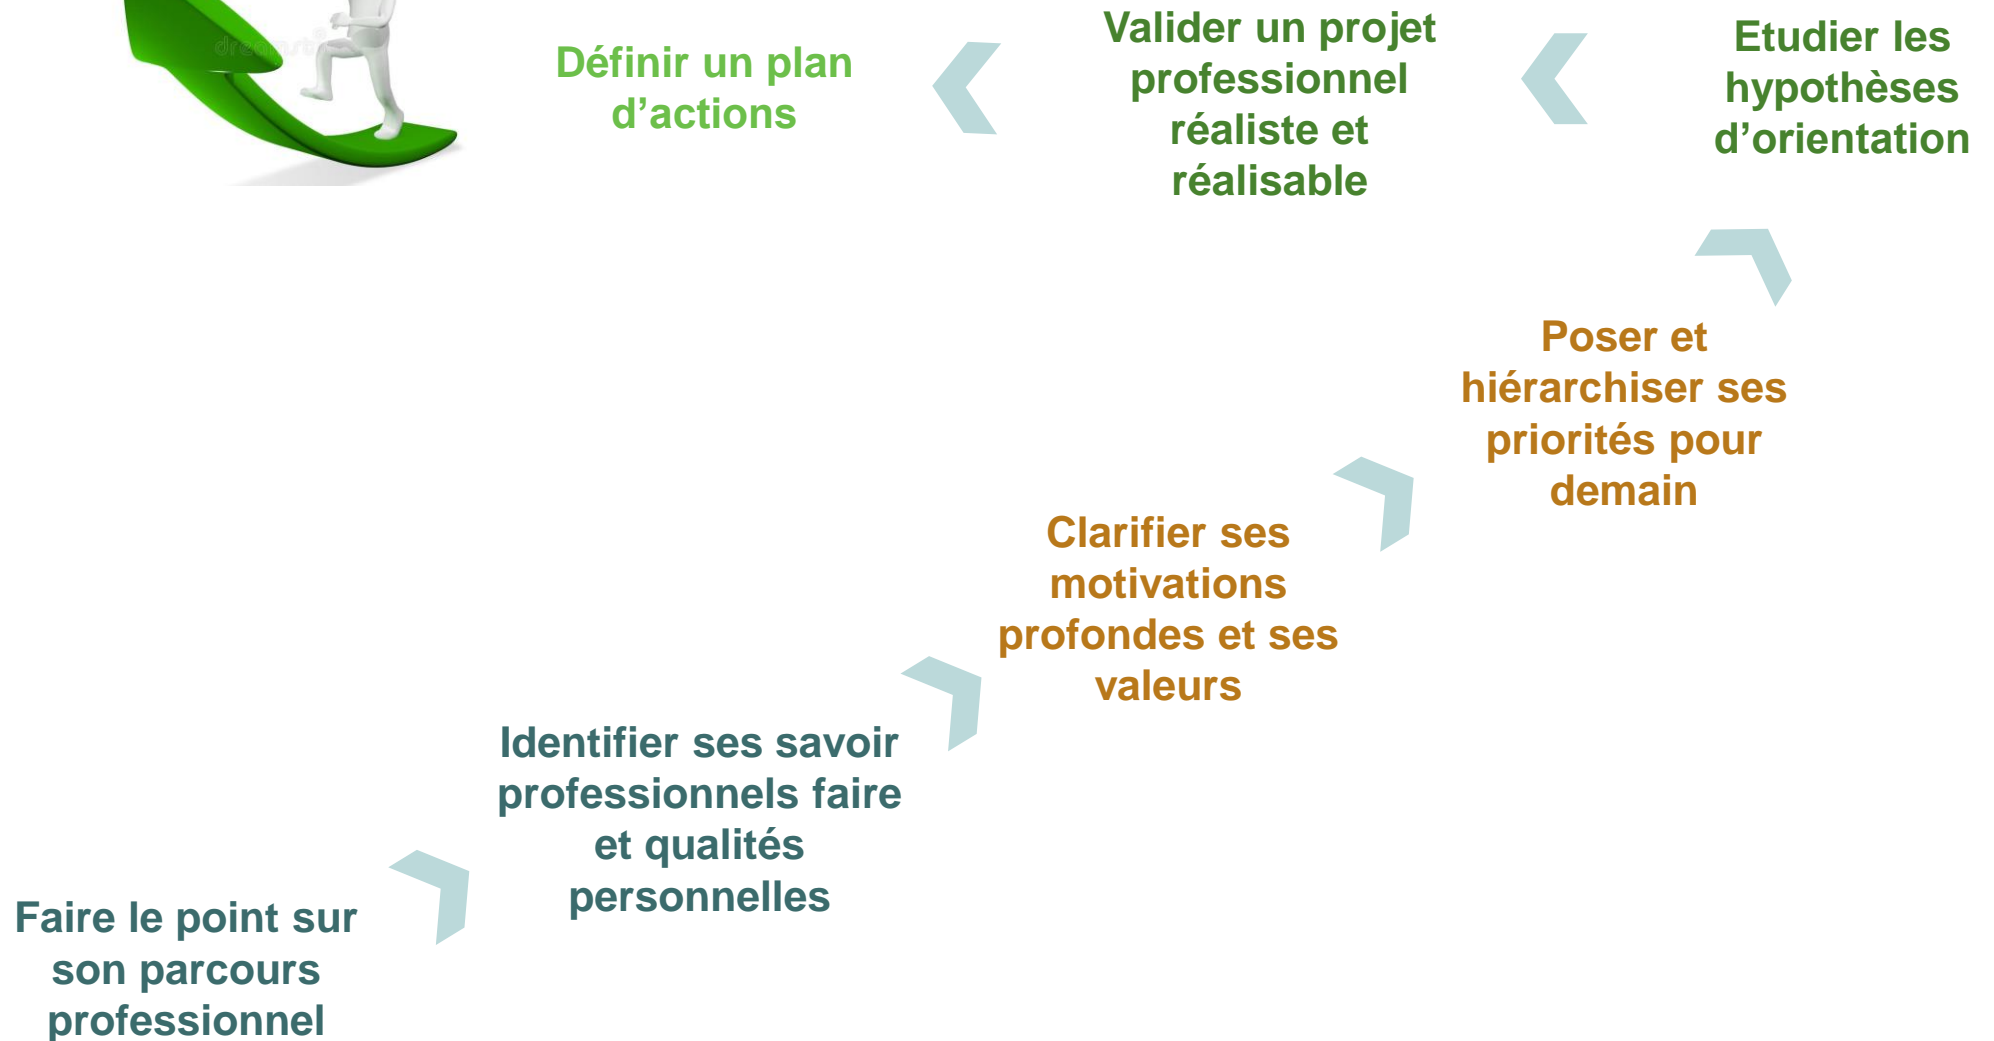 Définir un plan
d’actions
Valider un projet
professionnel
réaliste et
réalisable
Etudier les
hypothèses
d’orientation
Poser et
hiérarchiser ses
priorités pour
demain
Clarifier ses
motivations
profondes et ses
valeurs
Identifier ses savoir
professionnels faire
et qualités
personnelles
Faire le point sur
son parcours
professionnel